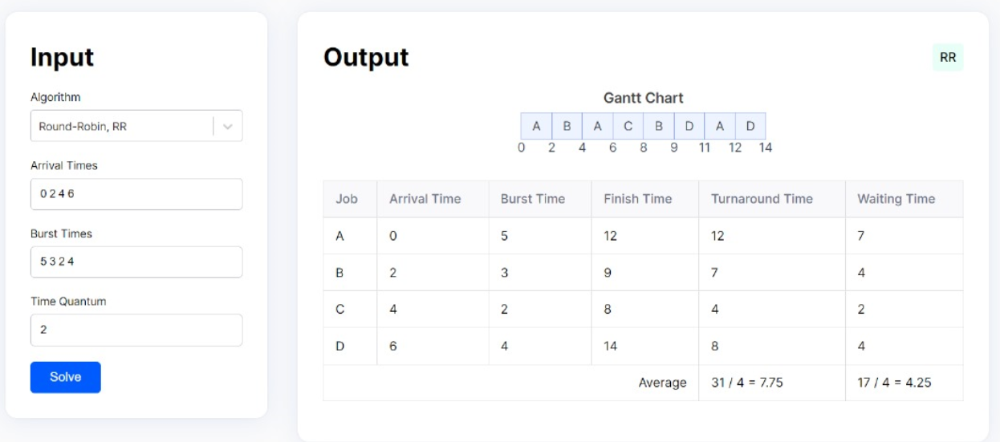 Input
Algorithm
Round-Robin, RR
Arrival Times
0 2 4 6
Burst Times
5 3 2 4
Time Quantum
2
Solve
Output
RR
Gantt Chart
A B A C B D A D
0 2 4 6 8 9 11 12 14
Job Arrival Time Burst Time Finish Time Turnaround Time Waiting Time
A 0 5 12 12 7
B 2 3 9 7 4
C 4 2 8 4 2
D 6 4 14 8 4
Average 31 / 4 = 7.75 17 / 4 = 4.25